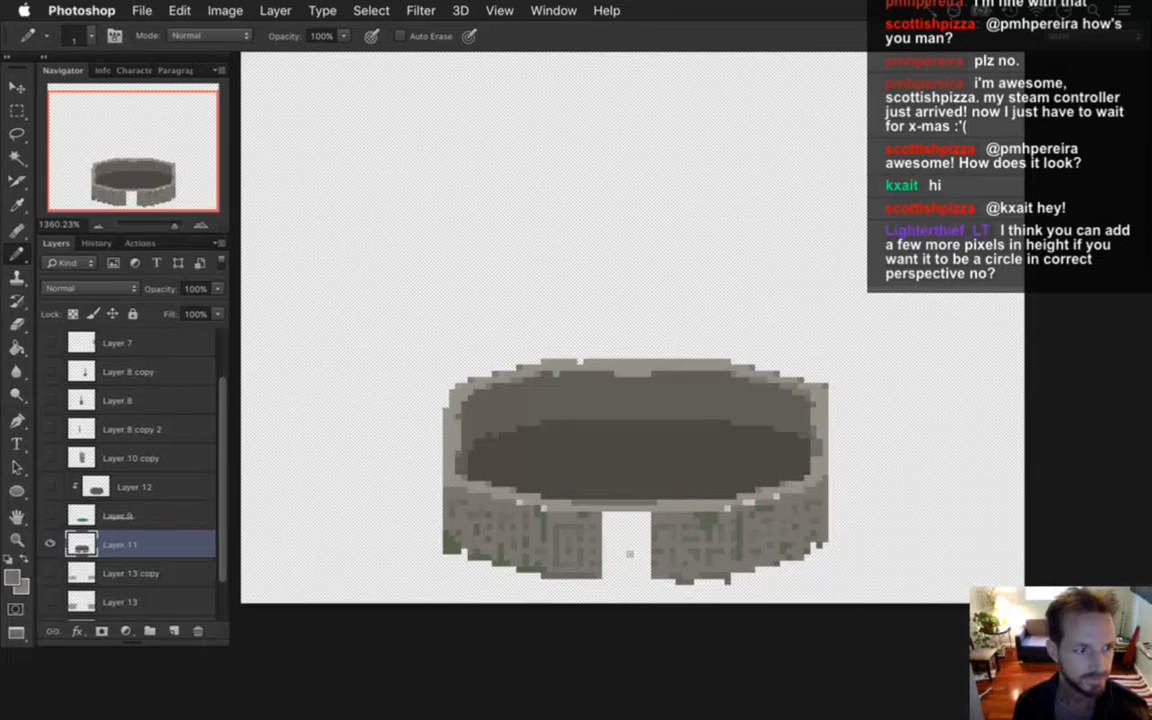 Photoshop File Edit Image Layer Type Select Filter 3D View Window Help
1 Mode: Normal Opacity: 100% Auto Erase
Navigator Info Charact Paragraç
1360.23%
Layers History Actions
Kind
Normal Opacity: 100%
Lock: Fill: 100%
Layer 7
Layer 8 copy
Layer 8
Layer 8 copy 2
Layer 10 copy
Layer 12
Layer 9
Layer 11
Layer 13 copy
Layer 13
fx
pmhpereira: I'm fine with that
scottishpizza: @pmhpereira how's
you man?
pmhpereira: plz no.
pmhpereira: i'm awesome,
scottishpizza. my steam controller
just arrived! now I just have to wait
for x-mas :'(
scottishpizza: @pmhpereira
awesome! How does it look?
kxait: hi
scottishpizza: @kxait hey!
Lighterthief_LT: I think you can add
a few more pixels in height if you
want it to be a circle in correct
perspective no?